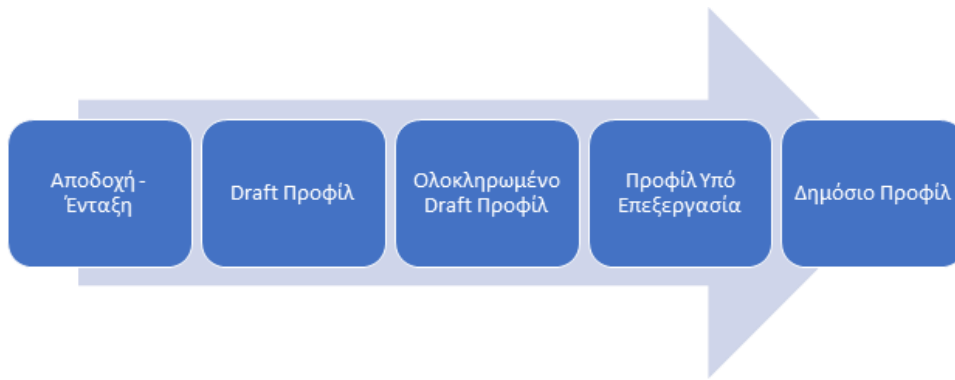 Αποδοχή -
Ένταξη
Draft Προφίλ
Ολοκληρωμένο
Draft Προφίλ
Προφίλ Υπό
Επεξεργασία
Δημόσιο Προφίλ